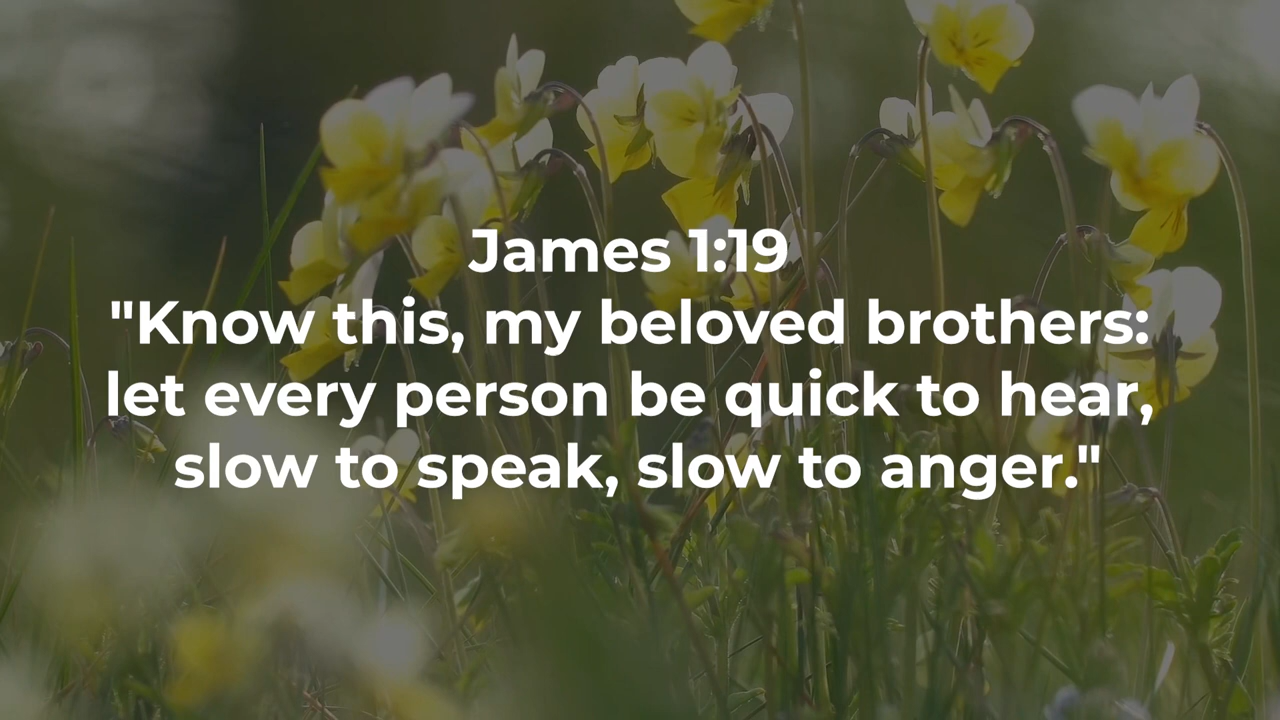 James 1:19
"Know this, my beloved brothers:
let every person be quick to hear,
slow to speak, slow to anger."